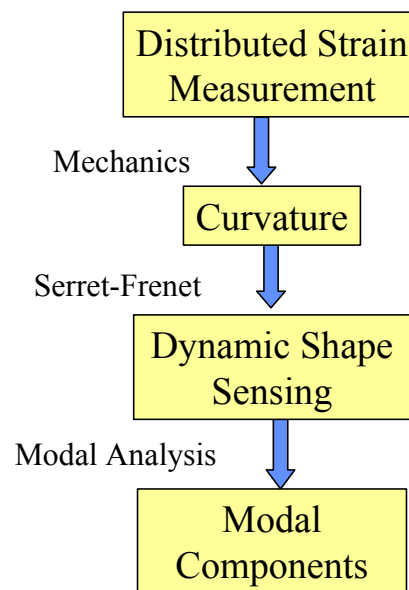 Distributed Strain
Measurement
Mechanics
Curvature
Serret-Frenet
Dynamic Shape
Sensing
Modal Analysis
Modal
Components